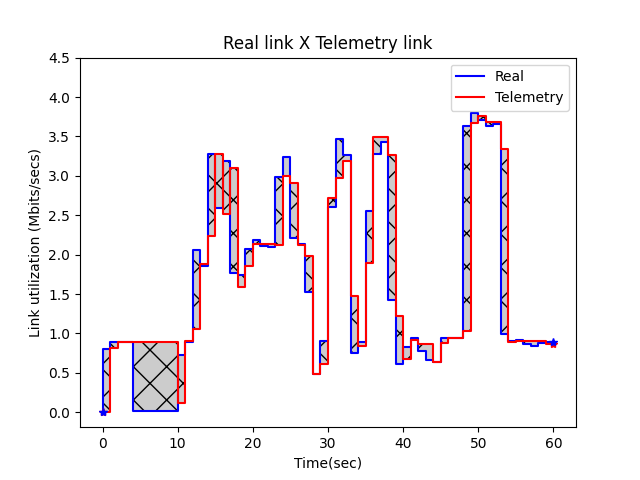 Real link X Telemetry link
Real
Telemetry
Link utilization (Mbits/secs)
4.5
4.0
3.5
3.0
2.5
2.0
1.5
1.0
0.5
0.0
0 10 20 30 40 50 60
Time(sec)